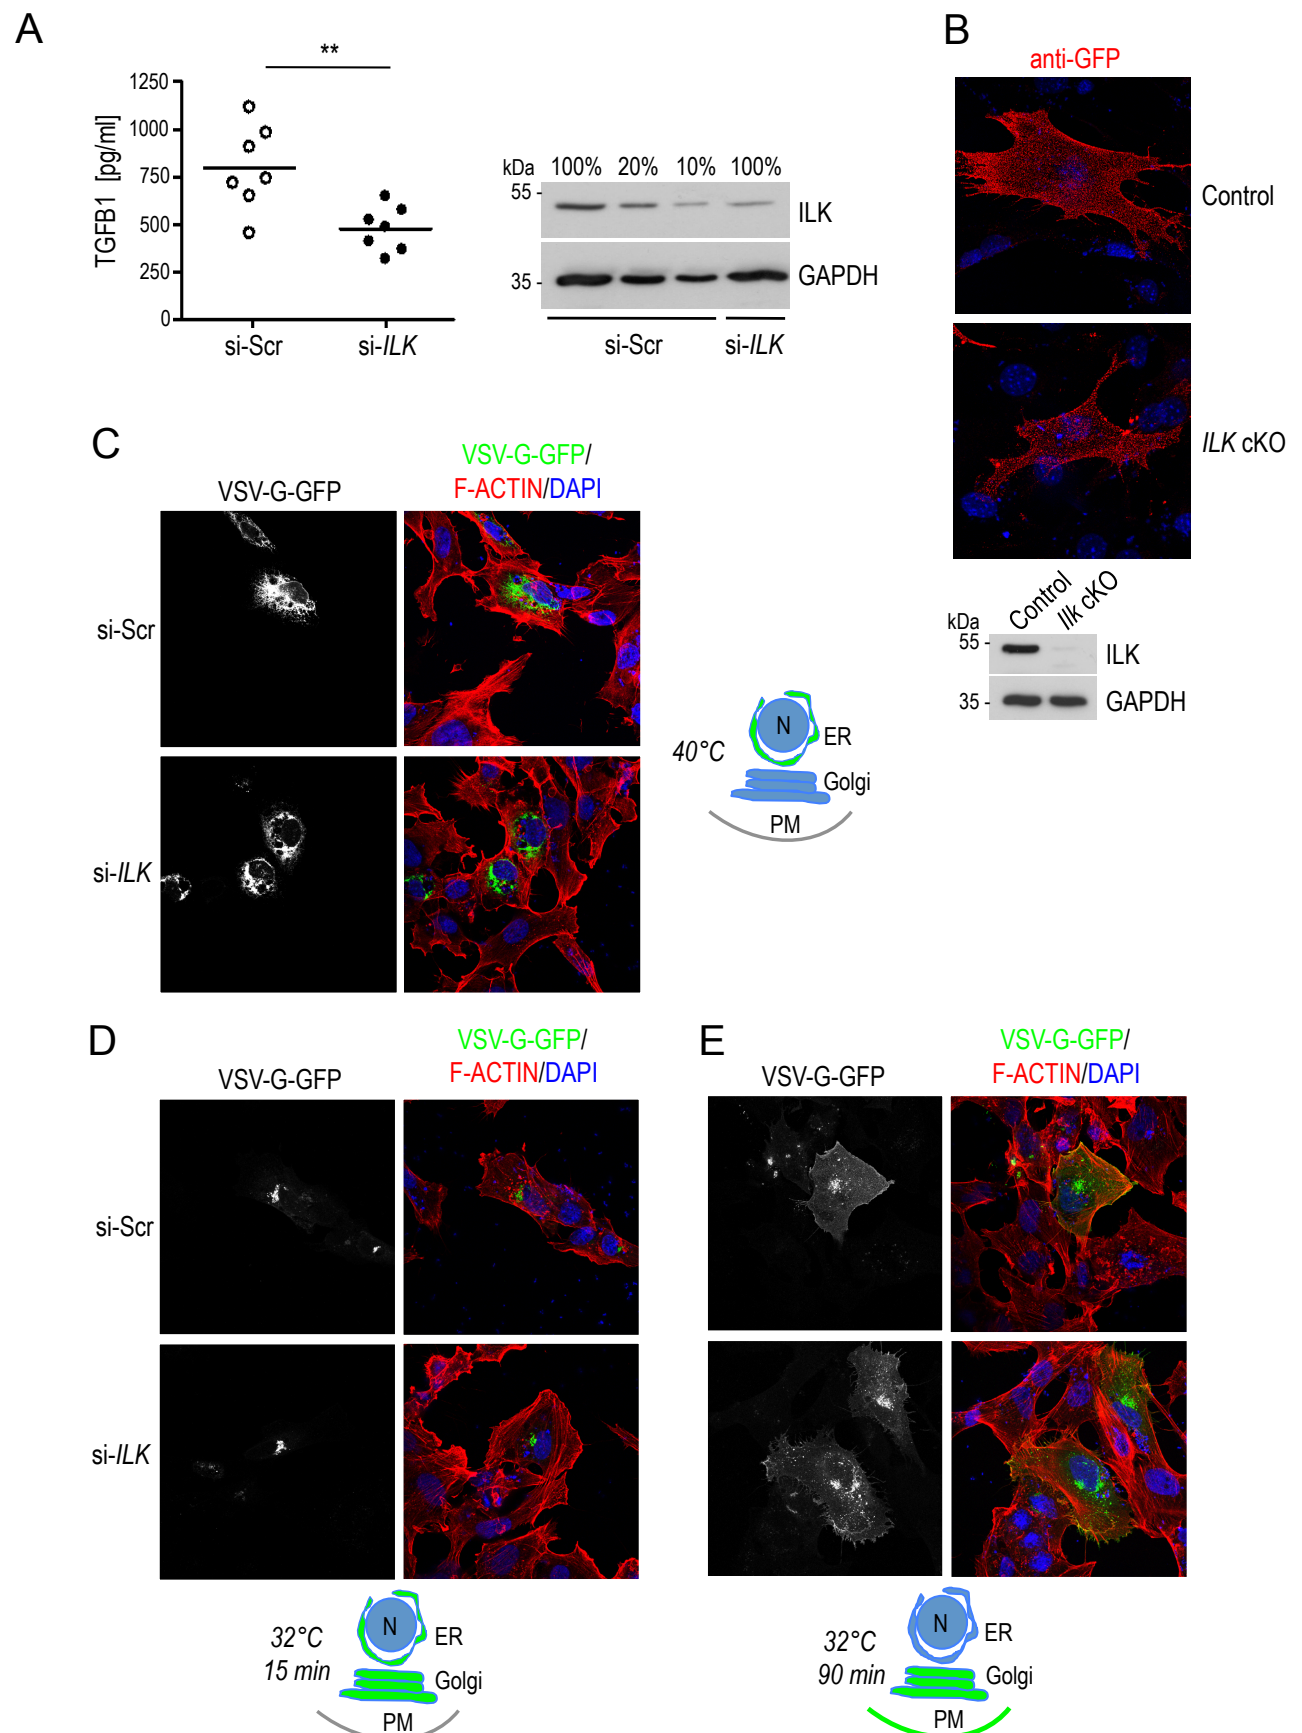 A
**
1250
1000
750
500
250
0
TGFB1 [pg/ml]
si-Scr
si-ILK
kDa 100% 20% 10% 100%
55
ILK
35
GAPDH
si-Scr
si-ILK
B
anti-GFP
Control
ILK cKO
Control
Ilk cKO
kDa
55
ILK
35
GAPDH
C
VSV-G-GFP
VSV-G-GFP/
F-ACTIN/DAPI
si-Scr
si-ILK
40°C
N
ER
Golgi
PM
D
VSV-G-GFP
VSV-G-GFP/
F-ACTIN/DAPI
si-Scr
si-ILK
32°C
15 min
N
ER
Golgi
PM
E
VSV-G-GFP
VSV-G-GFP/
F-ACTIN/DAPI
32°C
90 min
N
ER
Golgi
PM